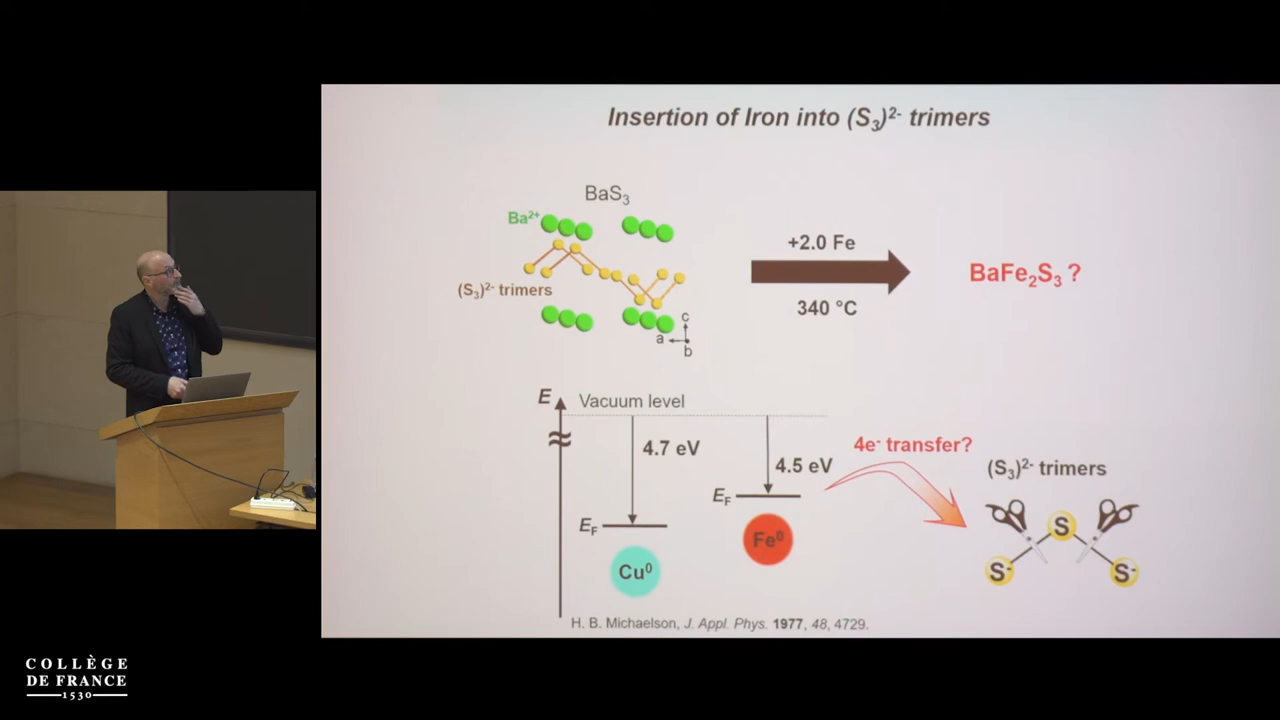 Insertion of Iron into (S₃)²⁻ trimers
BaS₃
Ba²⁺
(S₃)²⁻ trimers
c
a
b
+2.0 Fe
340 °C
BaFe₂S₃ ?
E
Vacuum level
4.7 eV
4.5 eV
E_F
E_F
Cu⁰
Fe⁰
4e⁻ transfer?
(S₃)²⁻ trimers
S
S⁻
S⁻
H. B. Michaelson, J. Appl. Phys. 1977, 48, 4729.
COLLÈGE
DE FRANCE
1530